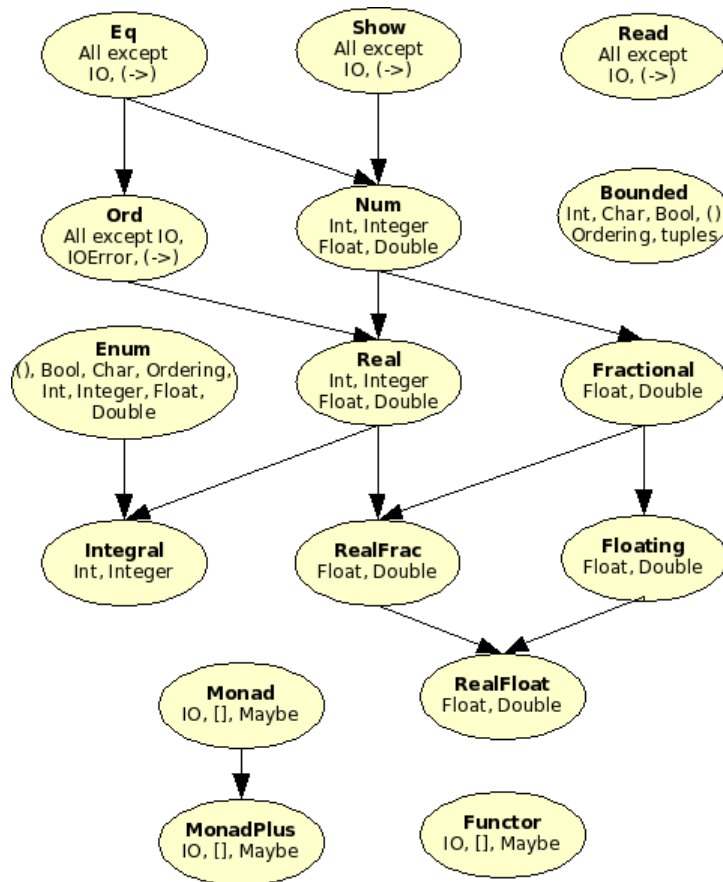 Eq
All except
IO, (->)
Show
All except
IO, (->)
Read
All except
IO, (->)
Ord
All except IO,
IOError, (->)
Num
Int, Integer
Float, Double
Bounded
Int, Char, Bool, ()
Ordering, tuples
Enum
(), Bool, Char, Ordering,
Int, Integer, Float,
Double
Real
Int, Integer
Float, Double
Fractional
Float, Double
Integral
Int, Integer
RealFrac
Float, Double
Floating
Float, Double
Monad
IO, [], Maybe
RealFloat
Float, Double
MonadPlus
IO, [], Maybe
Functor
IO, [], Maybe